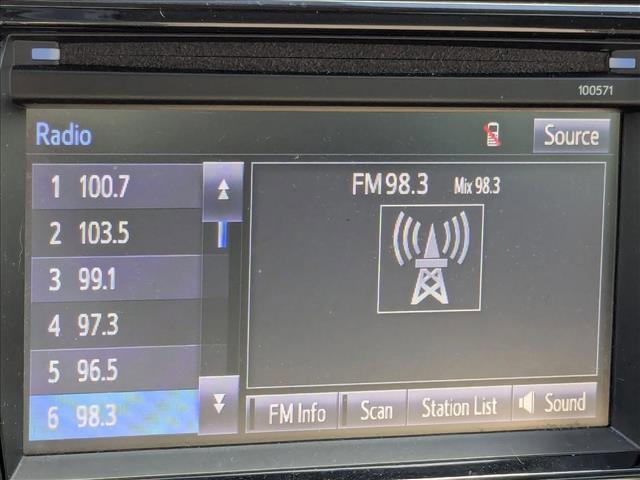 100571
Radio
Source
1 100.7
2 103.5
3 99.1
4 97.3
5 96.5
6 98.3
FM 98.3 Mix 98.3
FM Info
Scan
Station List
Sound